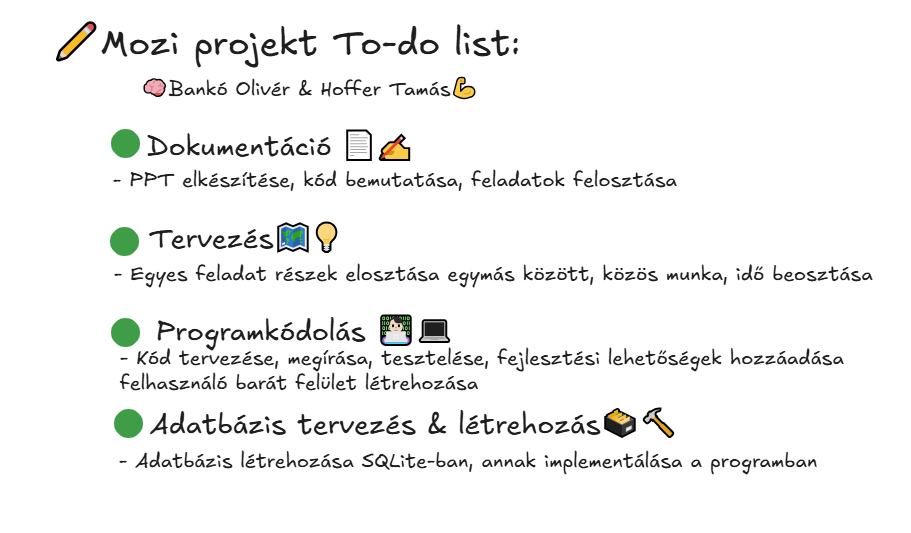 Mozi projekt To-do list:
Bankó Olivér & Hoffer Tamás
Dokumentáció
- PPT elkészítése, kód bemutatása, feladatok felosztása
Tervezés
- Egyes feladat részek elosztása egymás között, közös munka, idő beosztása
Programkódolás
- Kód tervezése, megírása, tesztelése, fejlesztési lehetőségek hozzáadása
felhasználó barát felület létrehozása
Adatbázis tervezés & létrehozás
- Adatbázis létrehozása SQLite-ban, annak implementálása a programban